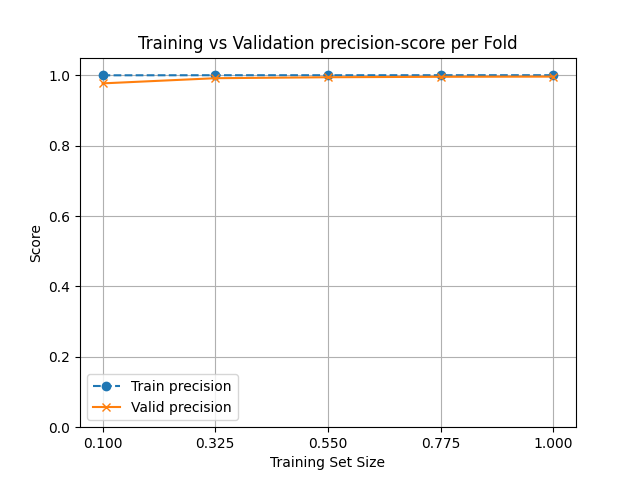 Training vs Validation precision-score per Fold
1.0
0.8
0.6
0.4
0.2
0.0
Score
Train precision
Valid precision
0.100 0.325 0.550 0.775 1.000
Training Set Size